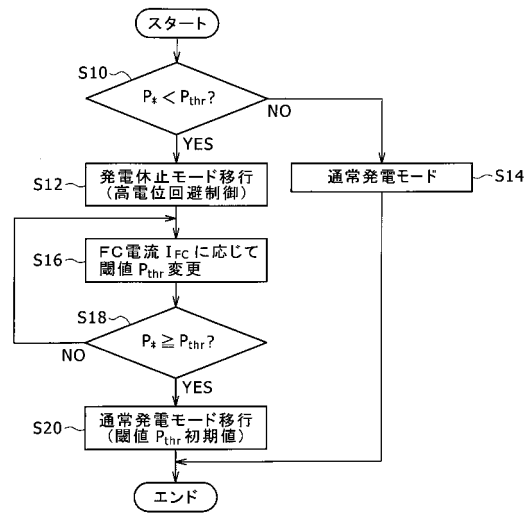 スタート
S10
P* < Pthr?
NO
YES
S12
発電休止モード移行
(高電位回避制御)
通常発電モード
S14
S16
FC電流 IFC に応じて
閾値 Pthr 変更
S18
P* ≧ Pthr?
NO
YES
S20
通常発電モード移行
(閾値 Pthr 初期値)
エンド